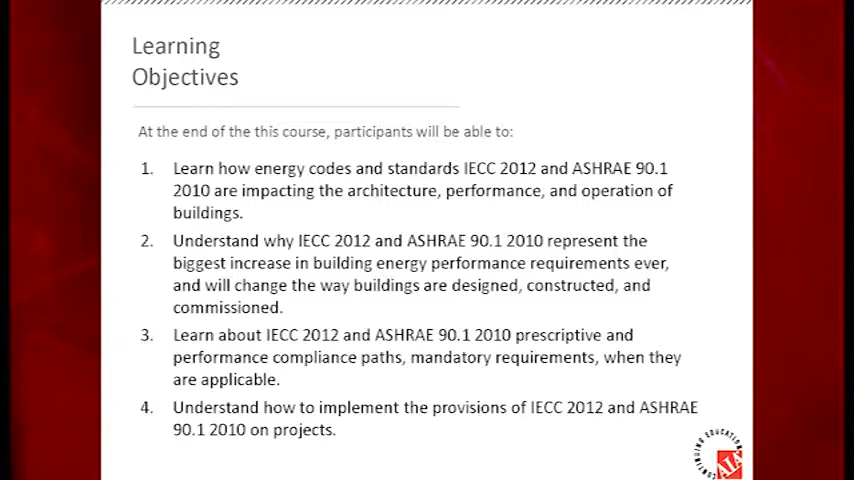 Learning
Objectives
At the end of the this course, participants will be able to:
1. Learn how energy codes and standards IECC 2012 and ASHRAE 90.1
2010 are impacting the architecture, performance, and operation of
buildings.
2. Understand why IECC 2012 and ASHRAE 90.1 2010 represent the
biggest increase in building energy performance requirements ever,
and will change the way buildings are designed, constructed, and
commissioned.
3. Learn about IECC 2012 and ASHRAE 90.1 2010 prescriptive and
performance compliance paths, mandatory requirements, when they
are applicable.
4. Understand how to implement the provisions of IECC 2012 and ASHRAE
90.1 2010 on projects.
CONTINUING EDUCATION
AIA